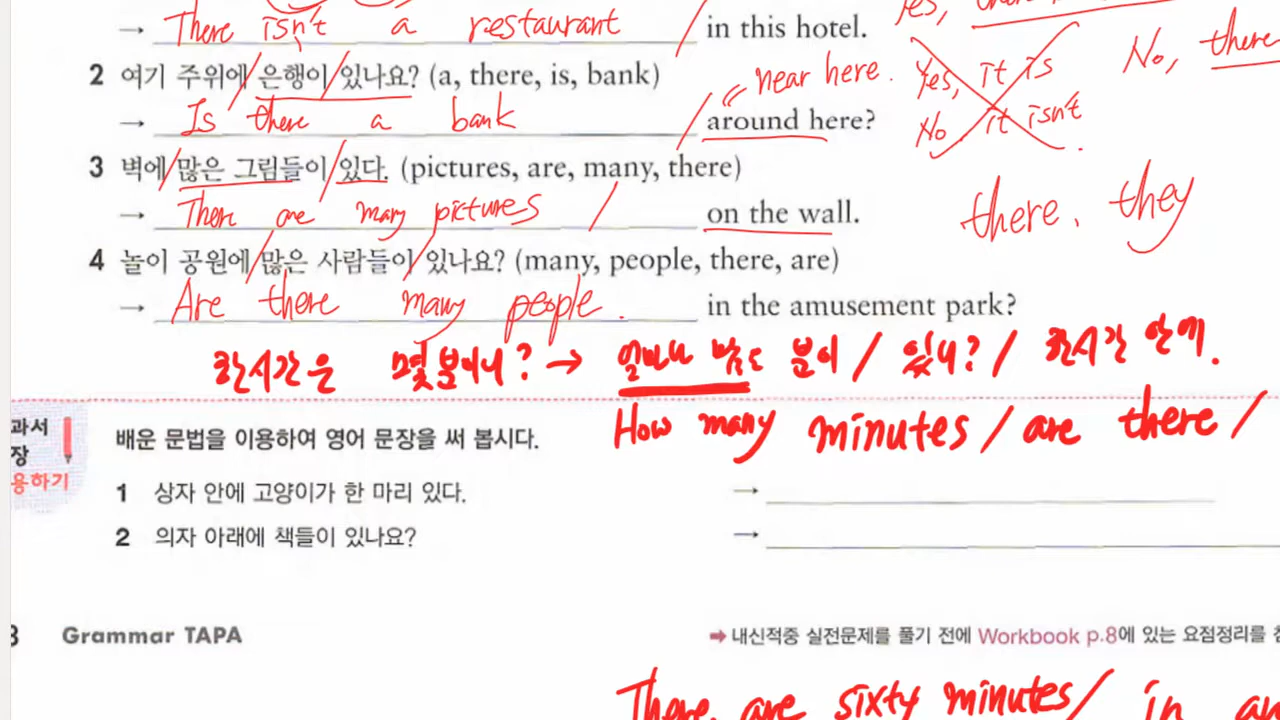 → There isn't a restaurant / in this hotel.
Yes,
No, there
2 여기 주위에/은행이/있나요? (a, there, is, bank)
near here.
Yes, it is
→ Is there a bank / around here?
No it isn't.
3 벽에/많은 그림들이/있다. (pictures, are, many, there)
→ There are many pictures / on the wall.
there, they
4 놀이 공원에/많은 사람들이/있나요? (many, people, there, are)
→ Are there many people. in the amusement park?
한시간은 몇분이니? → 얼마나 많은 분이 / 있니? / 한시간 안에.
How many minutes / are there /
과서
장
용하기
배운 문법을 이용하여 영어 문장을 써 봅시다.
1 상자 안에 고양이가 한 마리 있다. →
2 의자 아래에 책들이 있나요? →
Grammar TAPA
➡ 내신적중 실전문제를 풀기 전에 Workbook p.8에 있는 요점정리를
There are sixty minutes / in an